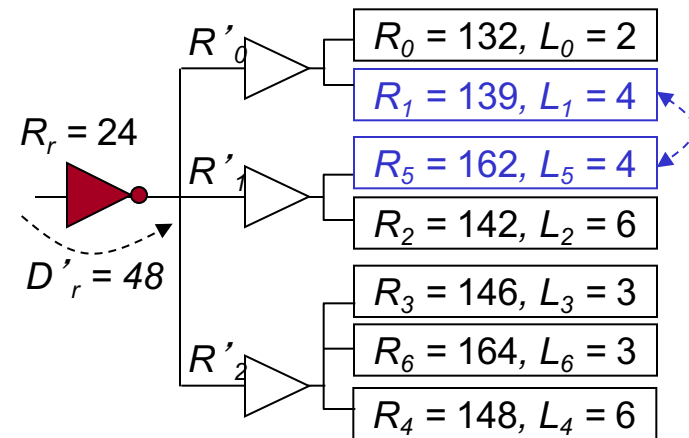 R’0
R0 = 132, L0 = 2
R1 = 139, L1 = 4
Rr = 24
R’1
R5 = 162, L5 = 4
R2 = 142, L2 = 6
D’r = 48
R3 = 146, L3 = 3
R’2
R6 = 164, L6 = 3
R4 = 148, L4 = 6